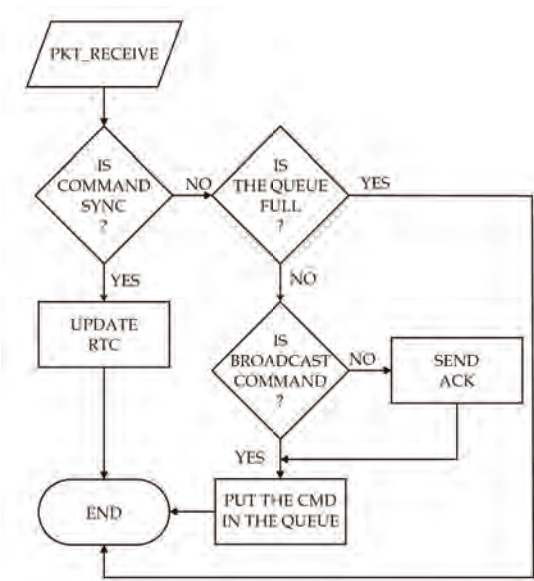 PKT_RECEIVE
IS
COMMAND
SYNC
?
NO
IS
THE QUEUE
FULL
?
YES
YES
NO
UPDATE
RTC
IS
BROADCAST
COMMAND
?
NO
SEND
ACK
YES
END
PUT THE CMD
IN THE QUEUE